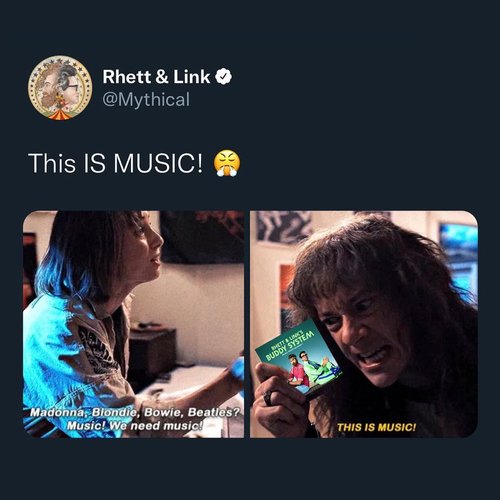 Rhett & Link
@Mythical
This IS MUSIC! 😤
Madonna, Blondie, Bowie, Beatles?
Music! We need music!
RHETT & LINK'S
BUDDY SYSTEM
THIS IS MUSIC!